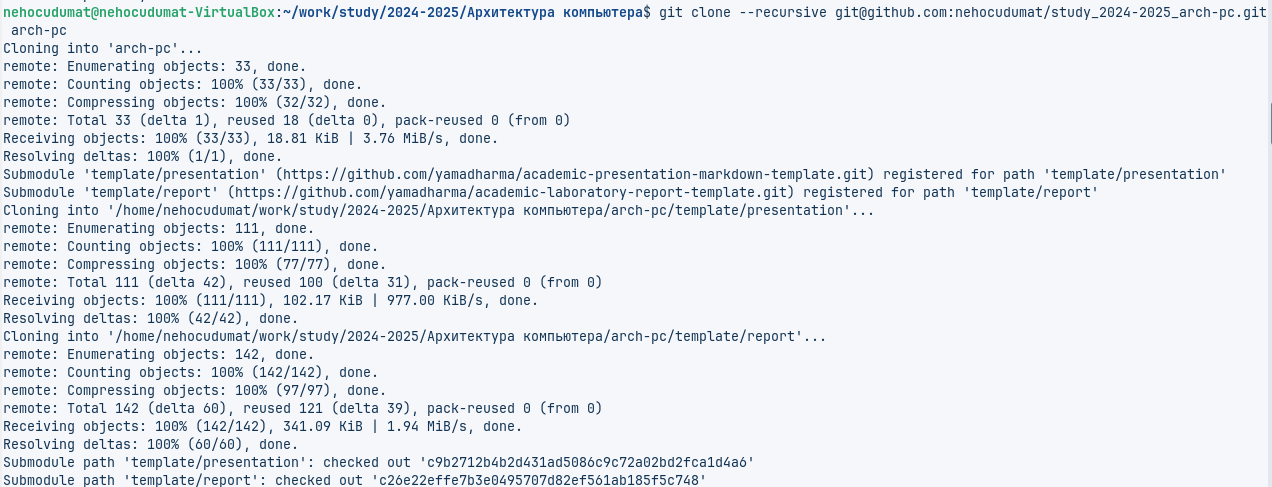 nehocudumat@nehocudumat-VirtualBox:~/work/study/2024-2025/Архитектура компьютера$ git clone --recursive git@github.com:nehocudumat/study_2024-2025_arch-pc.git
 arch-pc
Cloning into 'arch-pc'...
remote: Enumerating objects: 33, done.
remote: Counting objects: 100% (33/33), done.
remote: Compressing objects: 100% (32/32), done.
remote: Total 33 (delta 1), reused 18 (delta 0), pack-reused 0 (from 0)
Receiving objects: 100% (33/33), 18.81 KiB | 3.76 MiB/s, done.
Resolving deltas: 100% (1/1), done.
Submodule 'template/presentation' (https://github.com/yamadharma/academic-presentation-markdown-template.git) registered for path 'template/presentation'
Submodule 'template/report' (https://github.com/yamadharma/academic-laboratory-report-template.git) registered for path 'template/report'
Cloning into '/home/nehocudumat/work/study/2024-2025/Архитектура компьютера/arch-pc/template/presentation'...
remote: Enumerating objects: 111, done.
remote: Counting objects: 100% (111/111), done.
remote: Compressing objects: 100% (77/77), done.
remote: Total 111 (delta 42), reused 100 (delta 31), pack-reused 0 (from 0)
Receiving objects: 100% (111/111), 102.17 KiB | 977.00 KiB/s, done.
Resolving deltas: 100% (42/42), done.
Cloning into '/home/nehocudumat/work/study/2024-2025/Архитектура компьютера/arch-pc/template/report'...
remote: Enumerating objects: 142, done.
remote: Counting objects: 100% (142/142), done.
remote: Compressing objects: 100% (97/97), done.
remote: Total 142 (delta 60), reused 121 (delta 39), pack-reused 0 (from 0)
Receiving objects: 100% (142/142), 341.09 KiB | 1.94 MiB/s, done.
Resolving deltas: 100% (60/60), done.
Submodule path 'template/presentation': checked out 'c9b2712b4b2d431ad5086c9c72a02bd2fca1d4a6'
Submodule path 'template/report': checked out 'c26e22effe7b3e0495707d82ef561ab185f5c748'